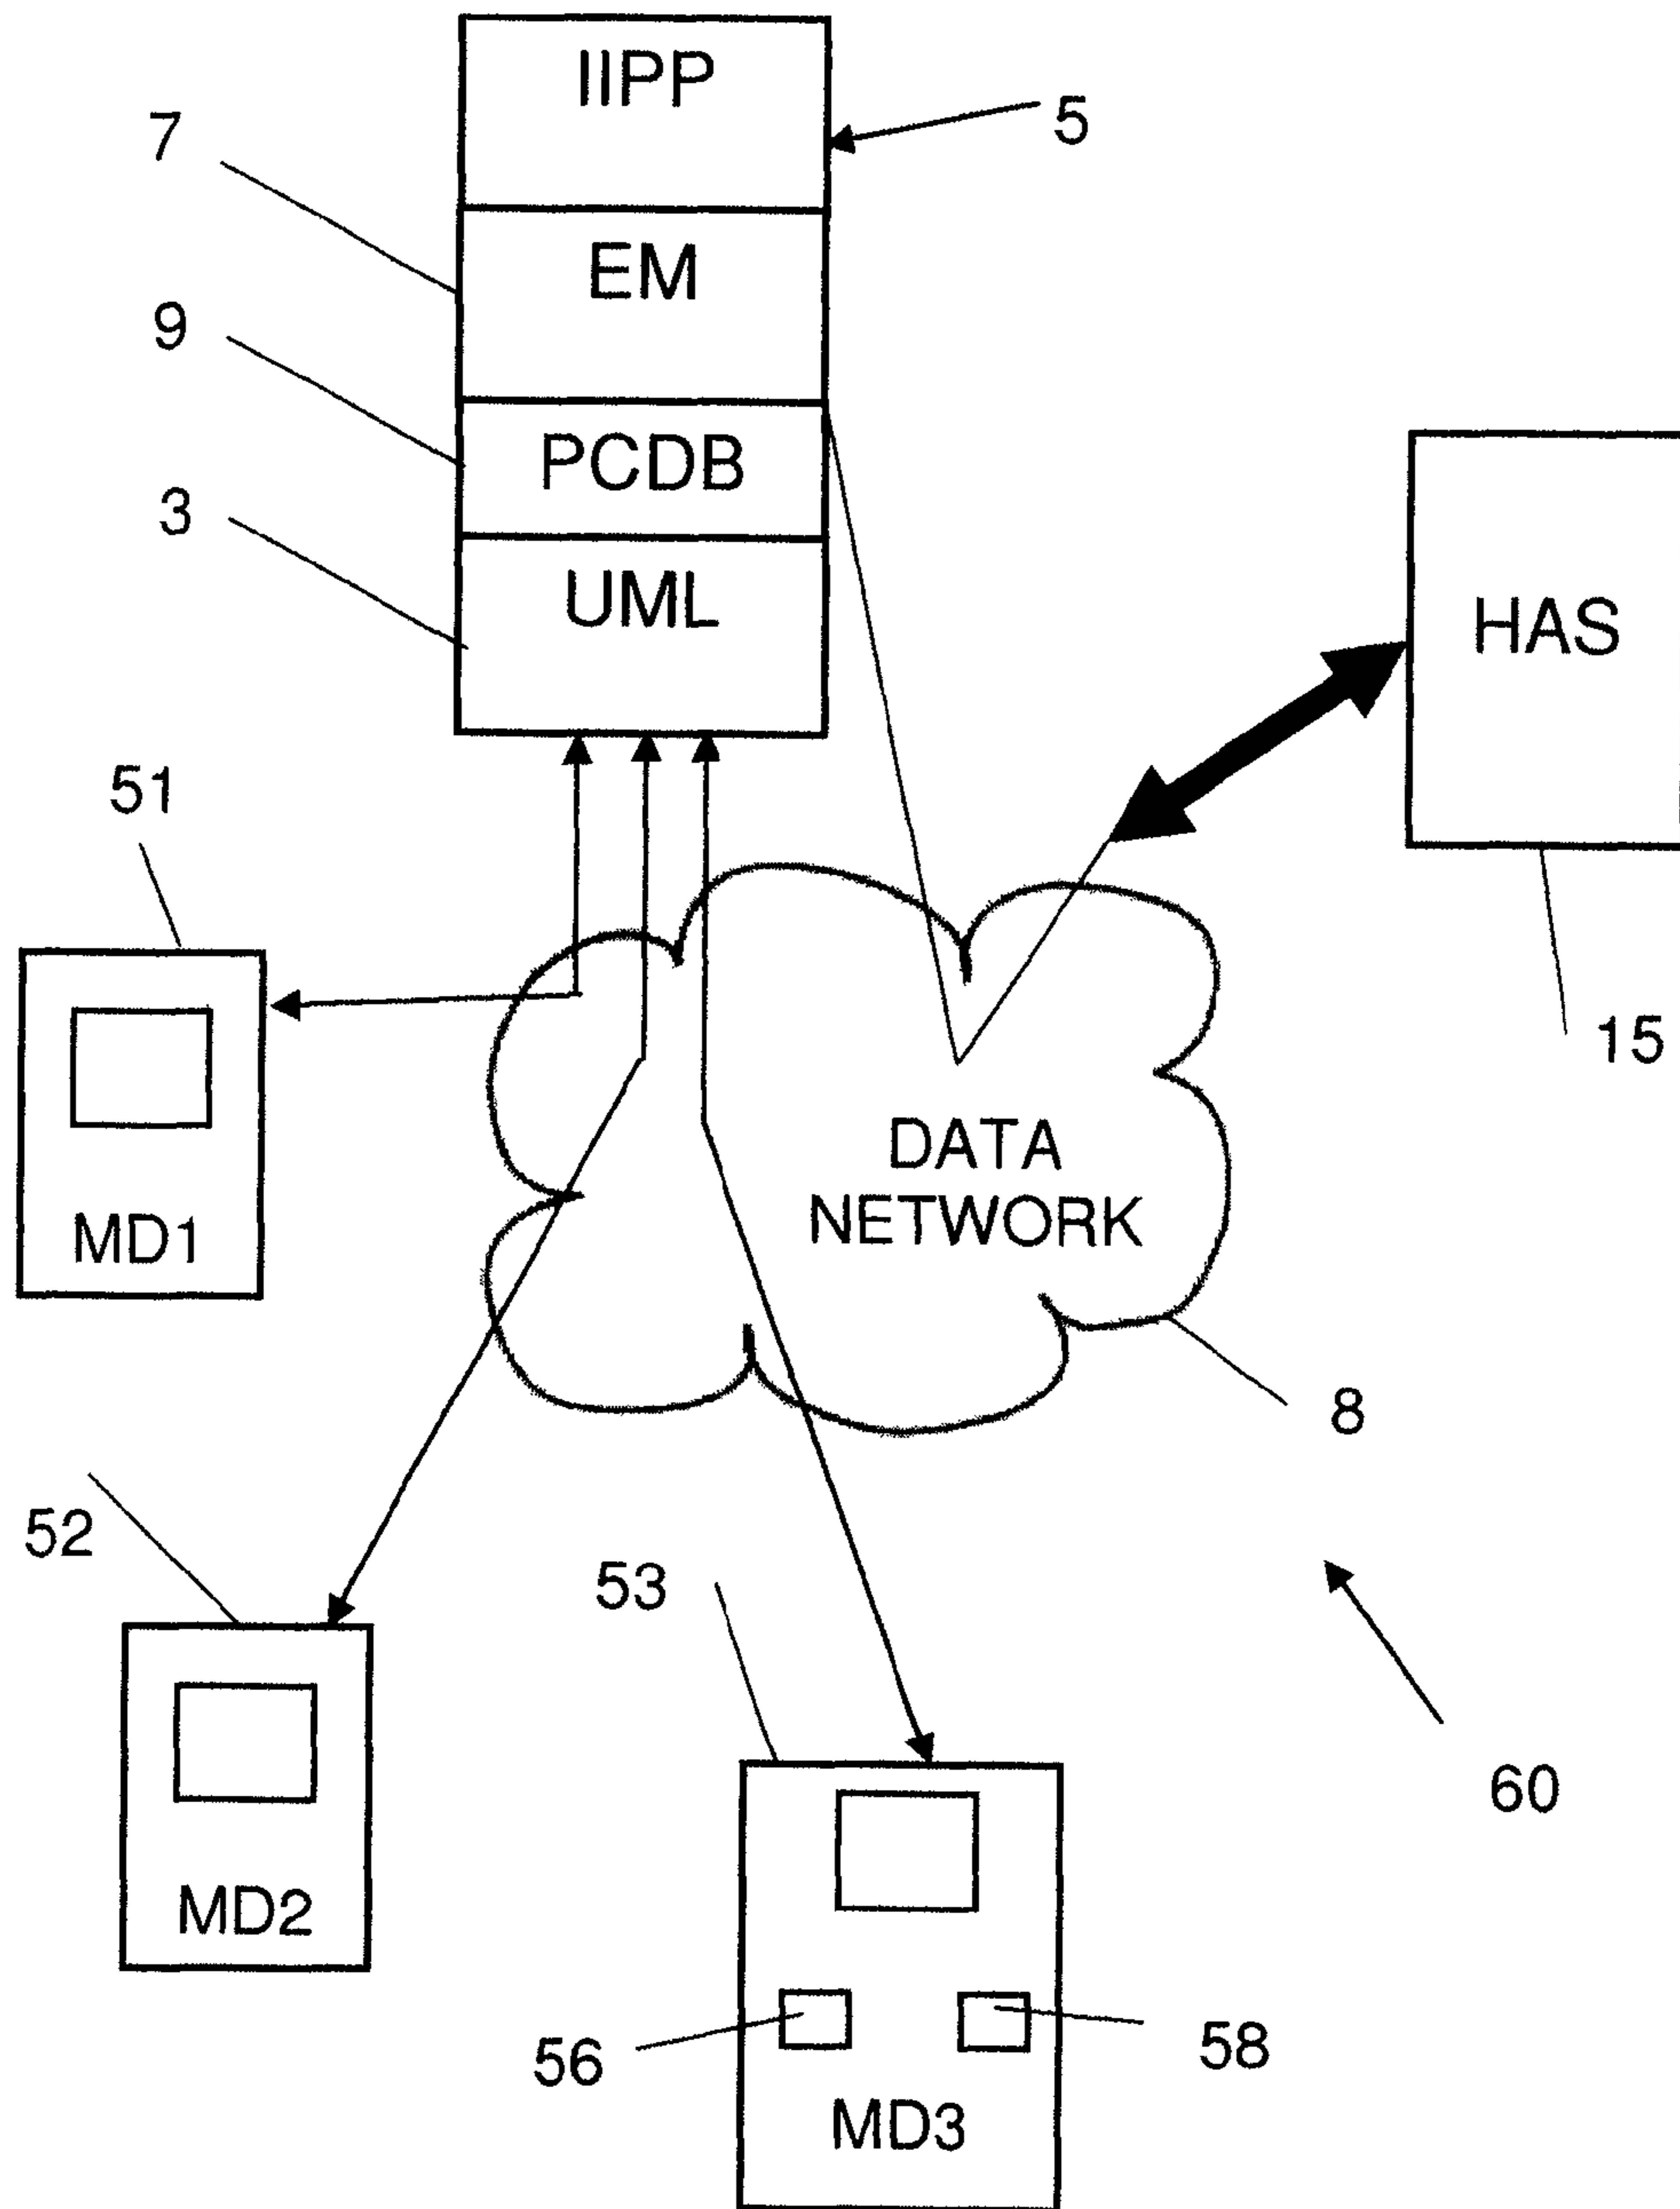 IIPP
5
7
EM
9
PCDB
3
UML
HAS
51
15
DATA
NETWORK
MD1
8
52
53
60
MD2
56
58
MD3